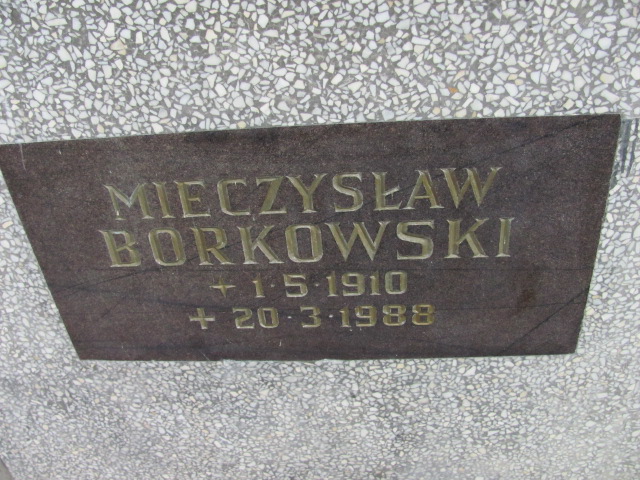 MIECZYSŁAW
BORKOWSKI
+ 1·5·1910
+ 20·3·1988